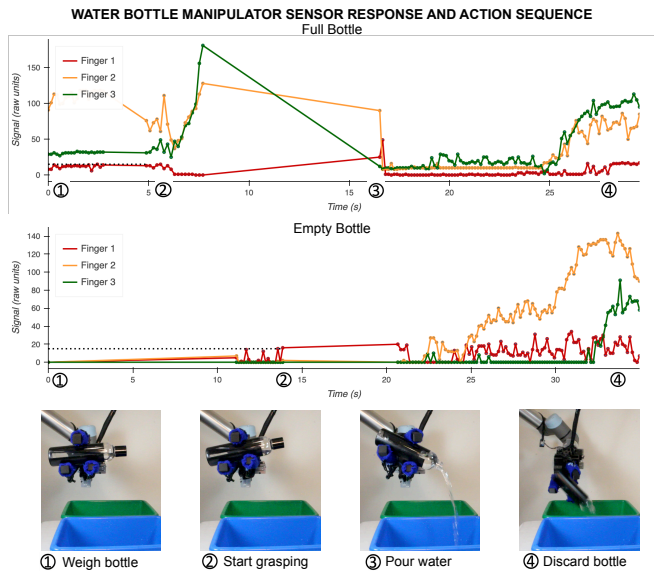 WATER BOTTLE MANIPULATOR SENSOR RESPONSE AND ACTION SEQUENCE
Full Bottle
Signal (raw units)
150
100
50
0
Finger 1
Finger 2
Finger 3
0
5
10
15
20
25
① ② ③ ④
Time (s)
Empty Bottle
Signal (raw units)
140
120
100
80
60
40
20
0
Finger 1
Finger 2
Finger 3
0
5
10
15
20
25
30
① ② ④
Time (s)
① Weigh bottle
② Start grasping
③ Pour water
④ Discard bottle